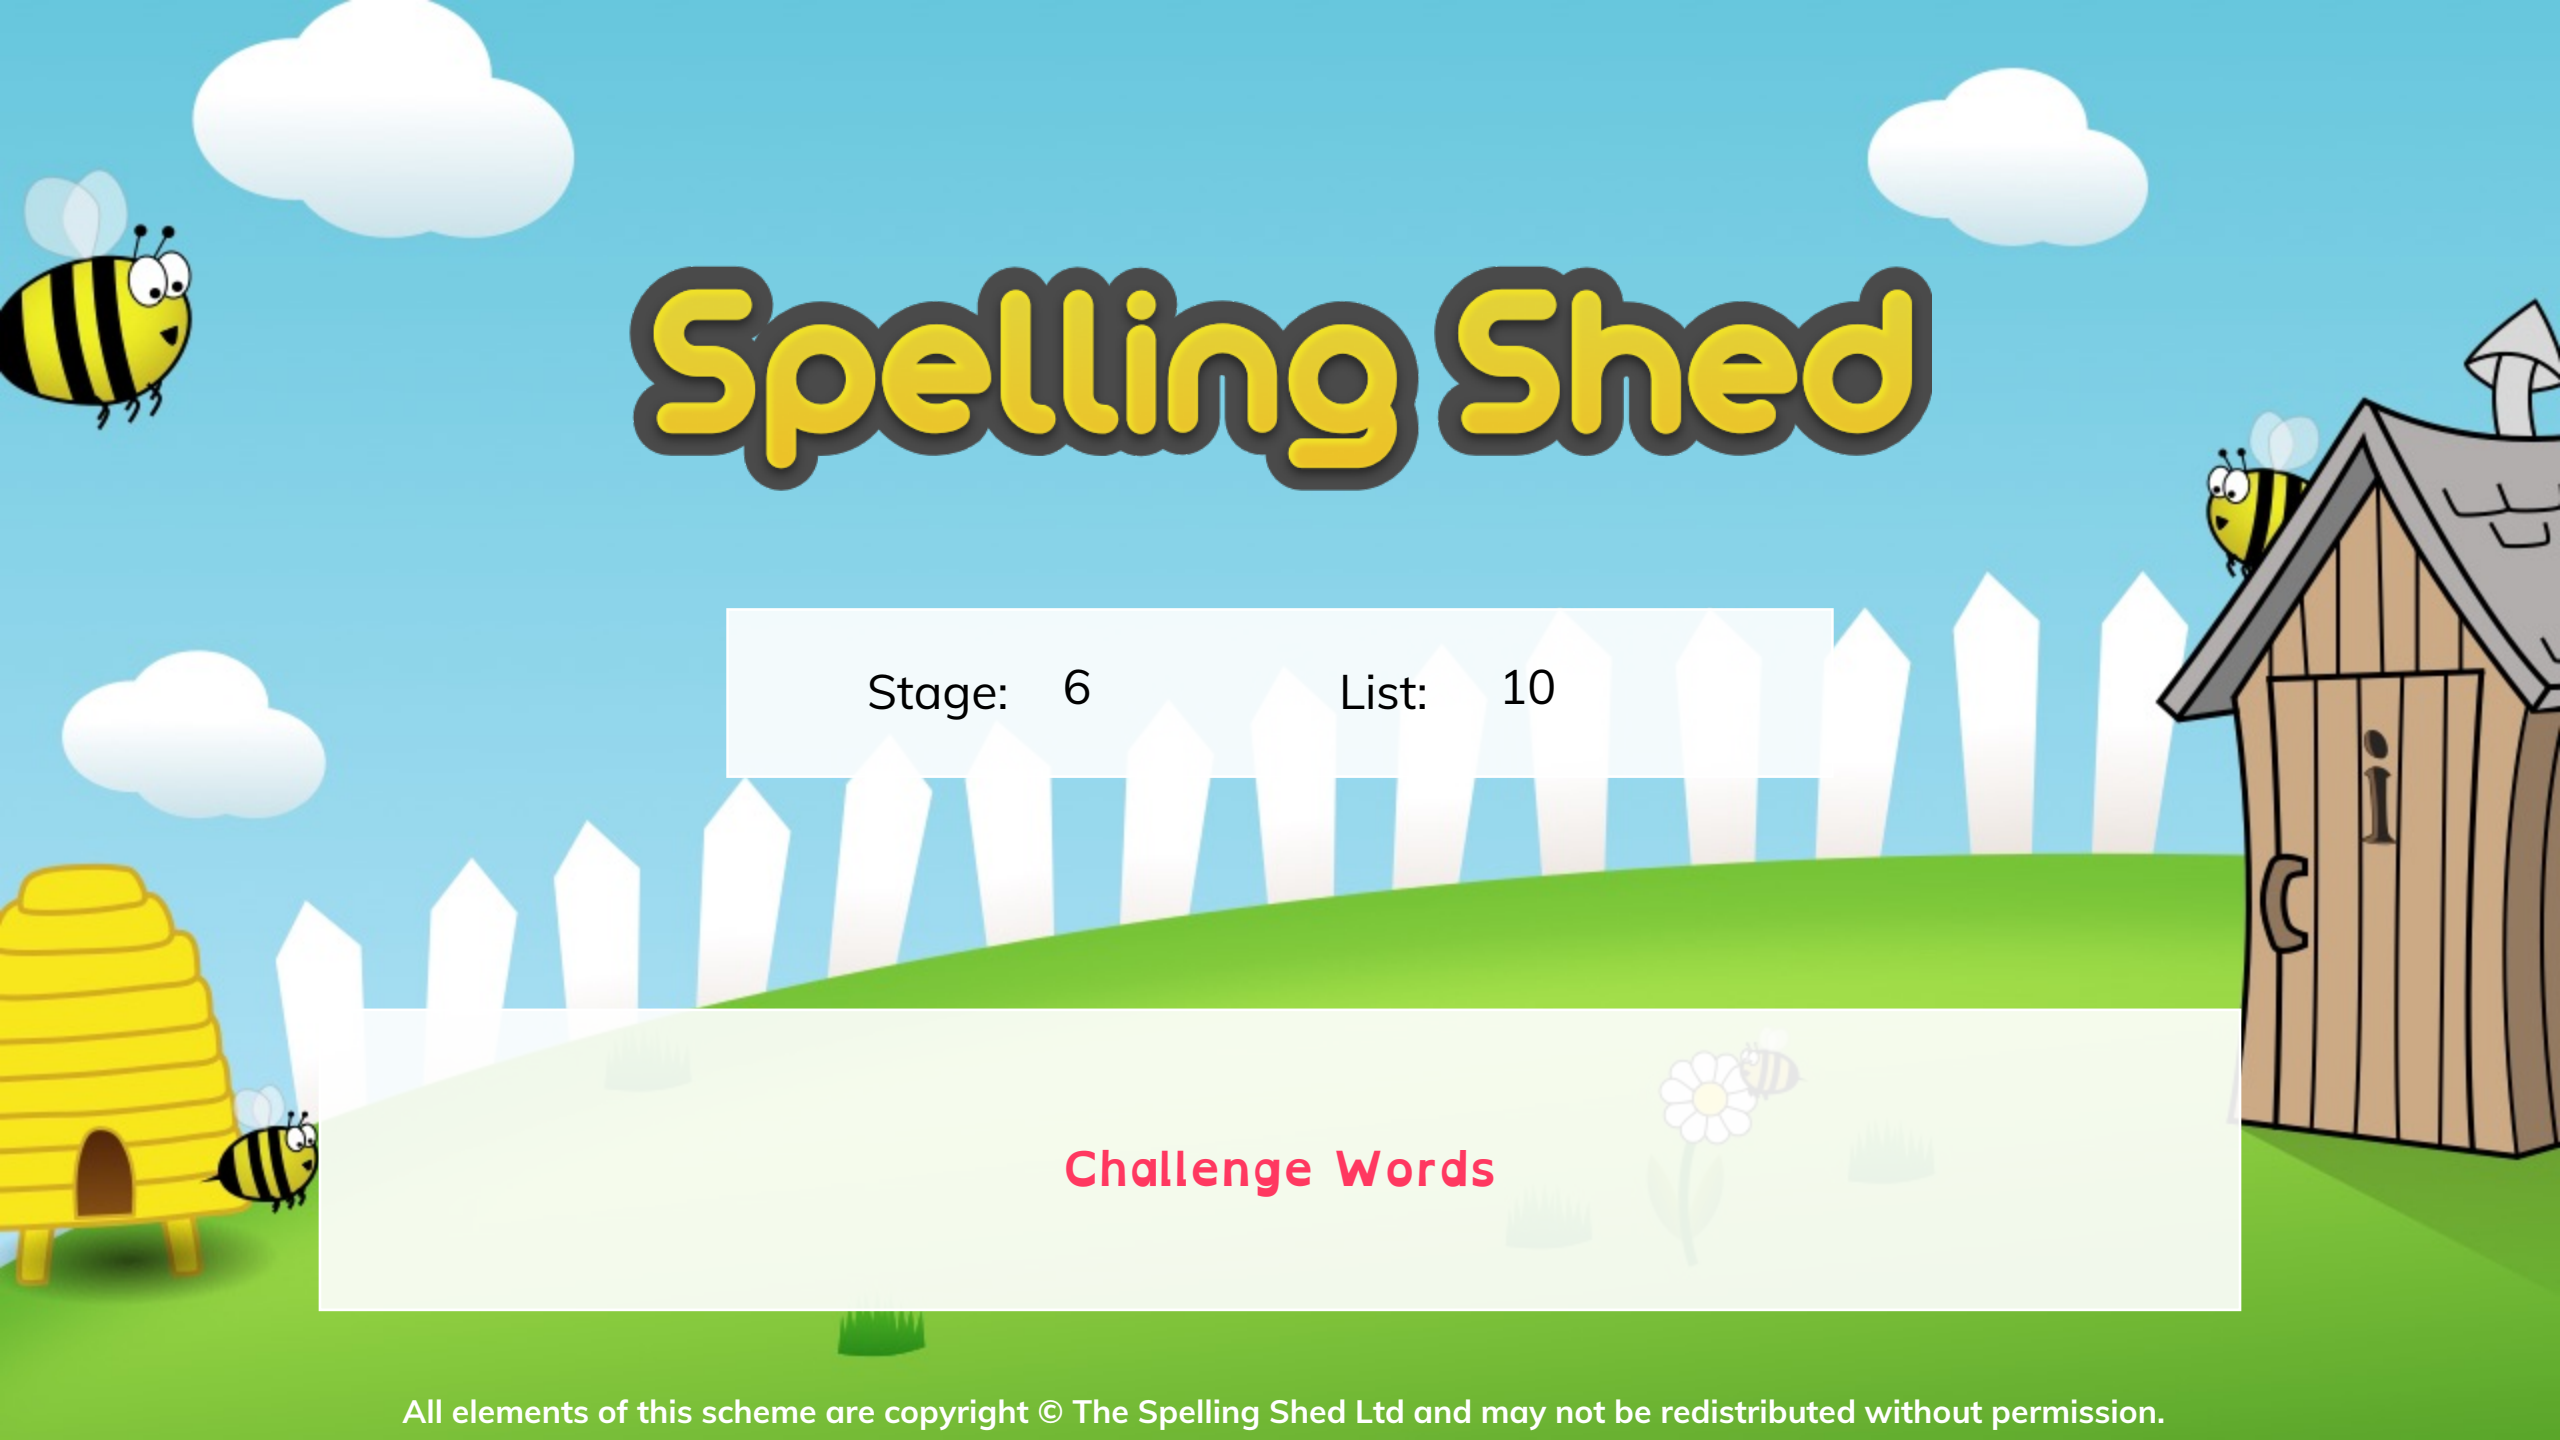 Spelling Shed
Stage: 6 List: 10
i
Challenge Words
All elements of this scheme are copyright © The Spelling Shed Ltd and may not be redistributed without permission.